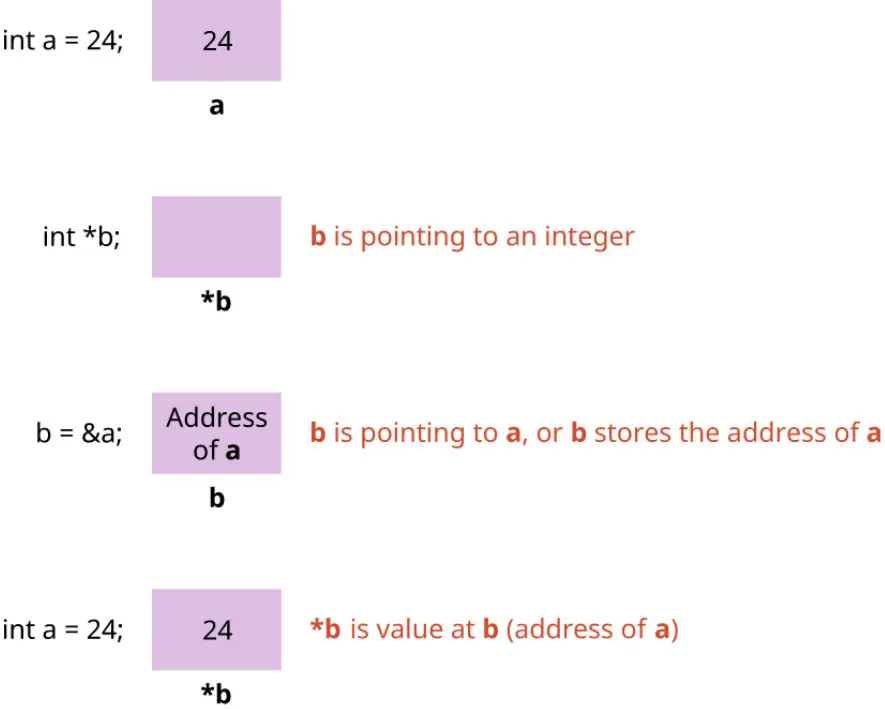 int a = 24;
24
a
int *b;
b is pointing to an integer
*b
b = &a;
Address
of a
b is pointing to a, or b stores the address of a
b
int a = 24;
24
*b is value at b (address of a)
*b